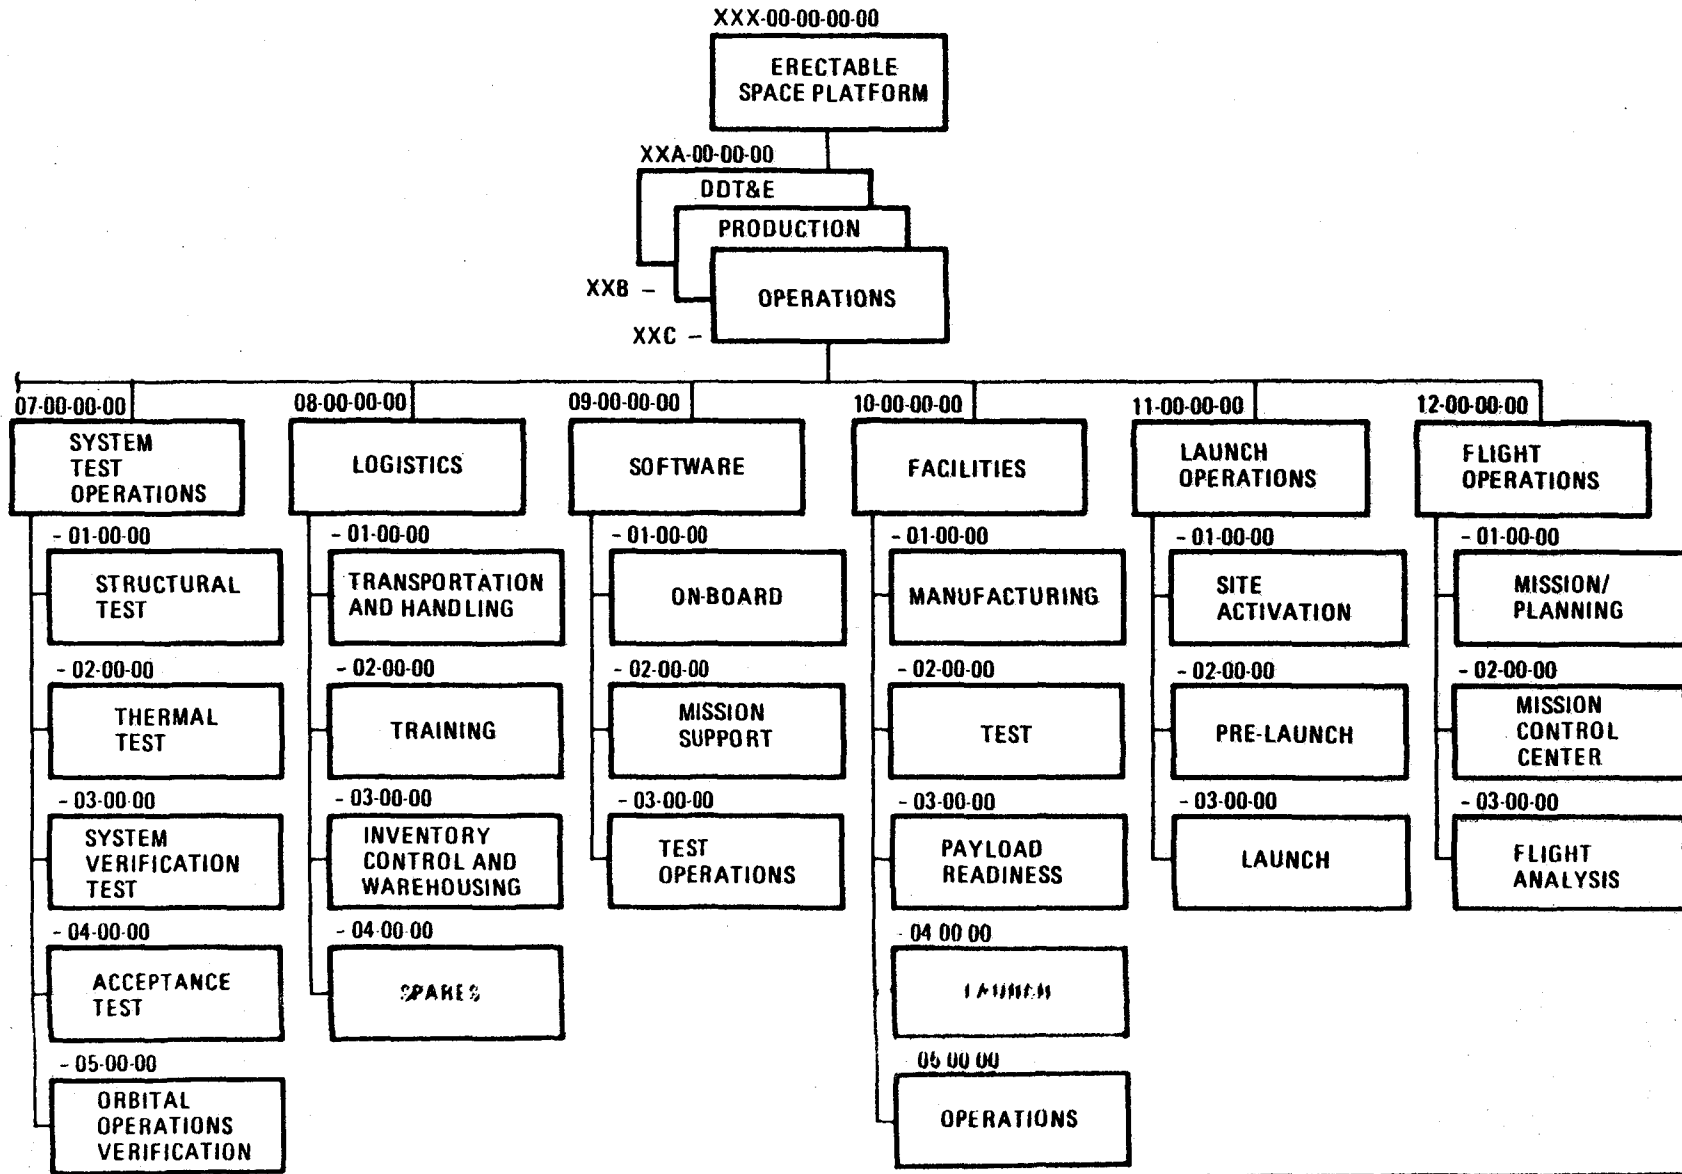 XXX-00-00-00-00
ERECTABLE
SPACE PLATFORM
XXA-00-00-00
DDT&E
PRODUCTION
XXB –
OPERATIONS
XXC –
07-00-00-00
SYSTEM
TEST
OPERATIONS
- 01-00-00
STRUCTURAL
TEST
- 02-00-00
THERMAL
TEST
- 03-00-00
SYSTEM
VERIFICATION
TEST
- 04-00-00
ACCEPTANCE
TEST
- 05-00-00
ORBITAL
OPERATIONS
VERIFICATION
08-00-00-00
LOGISTICS
- 01-00-00
TRANSPORTATION
AND HANDLING
- 02-00-00
TRAINING
- 03-00-00
INVENTORY
CONTROL AND
WAREHOUSING
- 04-00-00
SPARES
09-00-00-00
SOFTWARE
- 01-00-00
ON-BOARD
- 02-00-00
MISSION
SUPPORT
- 03-00-00
TEST
OPERATIONS
10-00-00-00
FACILITIES
- 01-00-00
MANUFACTURING
- 02-00-00
TEST
- 03-00-00
PAYLOAD
READINESS
- 04 00 00
LAUNCH
05 00 00
OPERATIONS
11-00-00-00
LAUNCH
OPERATIONS
- 01-00-00
SITE
ACTIVATION
- 02-00-00
PRE-LAUNCH
- 03-00-00
LAUNCH
12-00-00-00
FLIGHT
OPERATIONS
- 01-00-00
MISSION/
PLANNING
- 02-00-00
MISSION
CONTROL
CENTER
- 03-00-00
FLIGHT
ANALYSIS